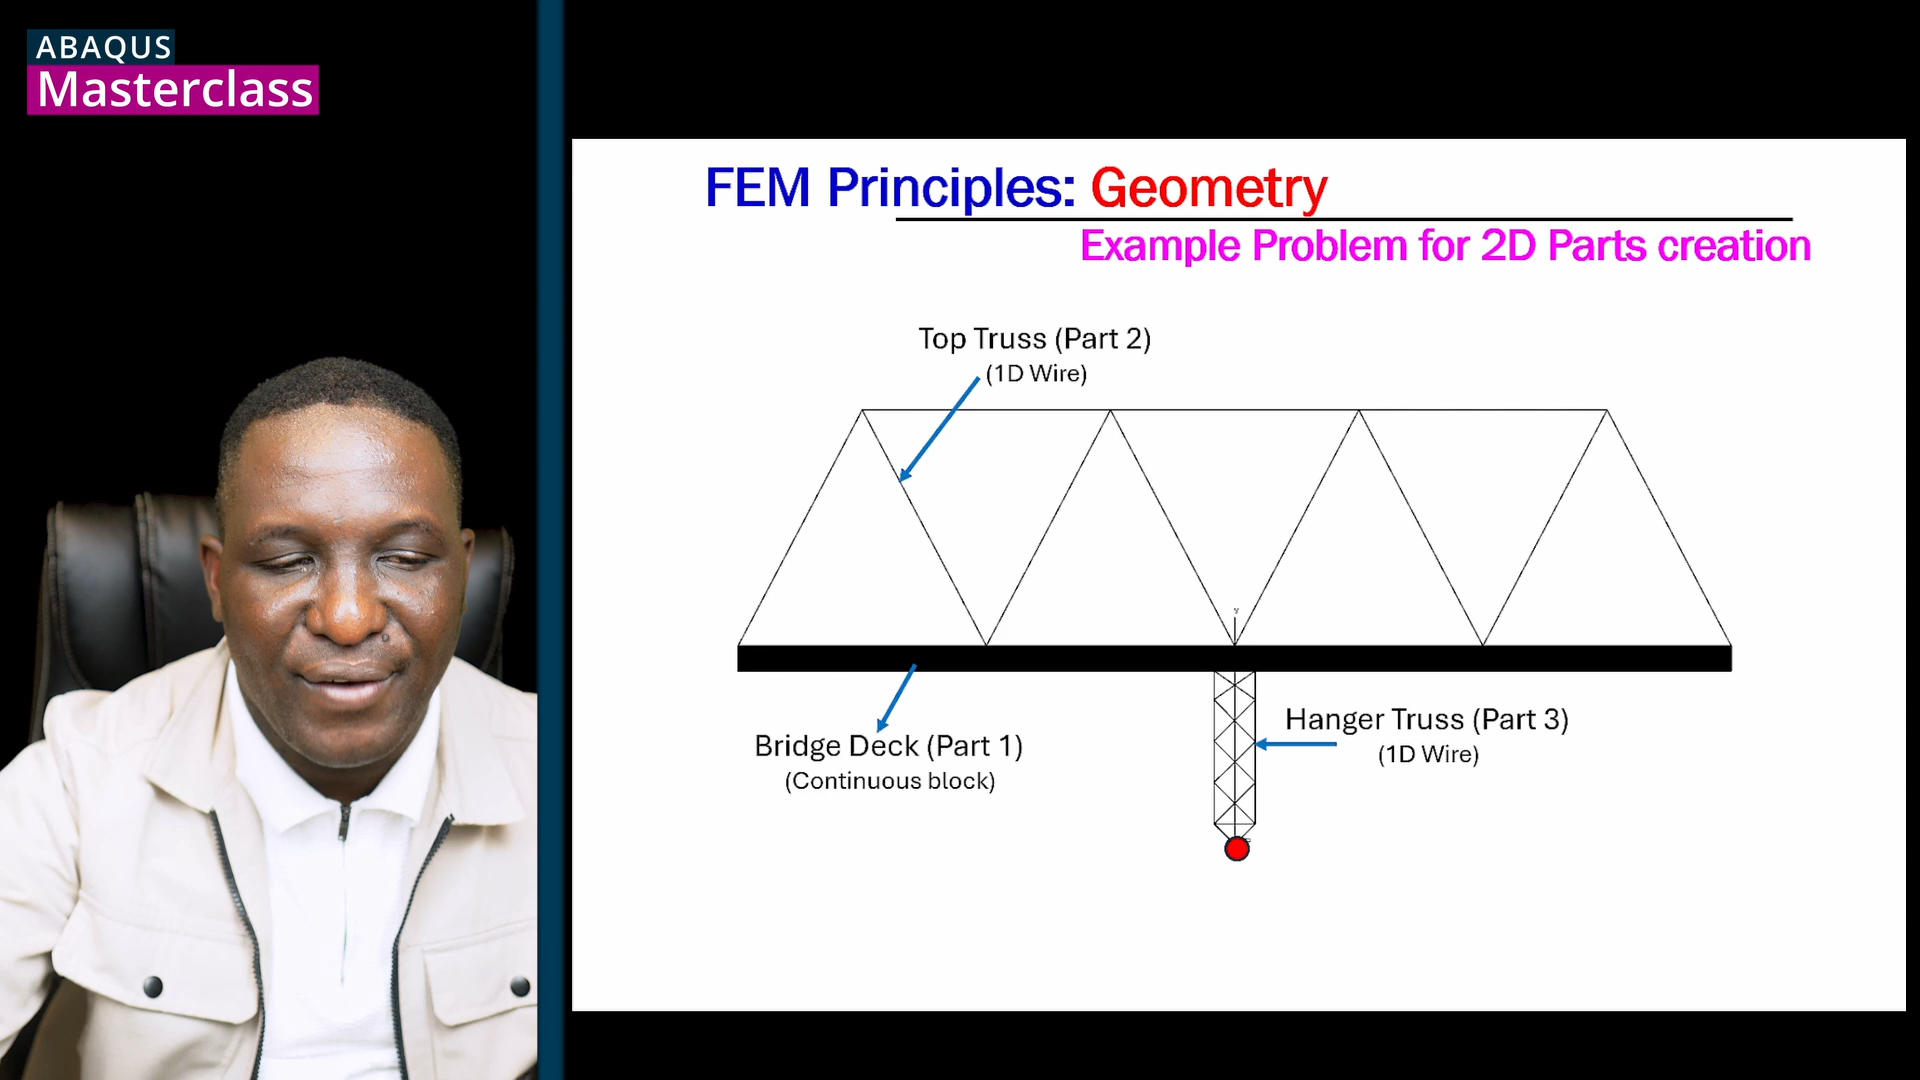 ABAQUS
Masterclass
FEM Principles: Geometry
Example Problem for 2D Parts creation
Top Truss (Part 2)
(1D Wire)
Y
Bridge Deck (Part 1)
(Continuous block)
Hanger Truss (Part 3)
(1D Wire)